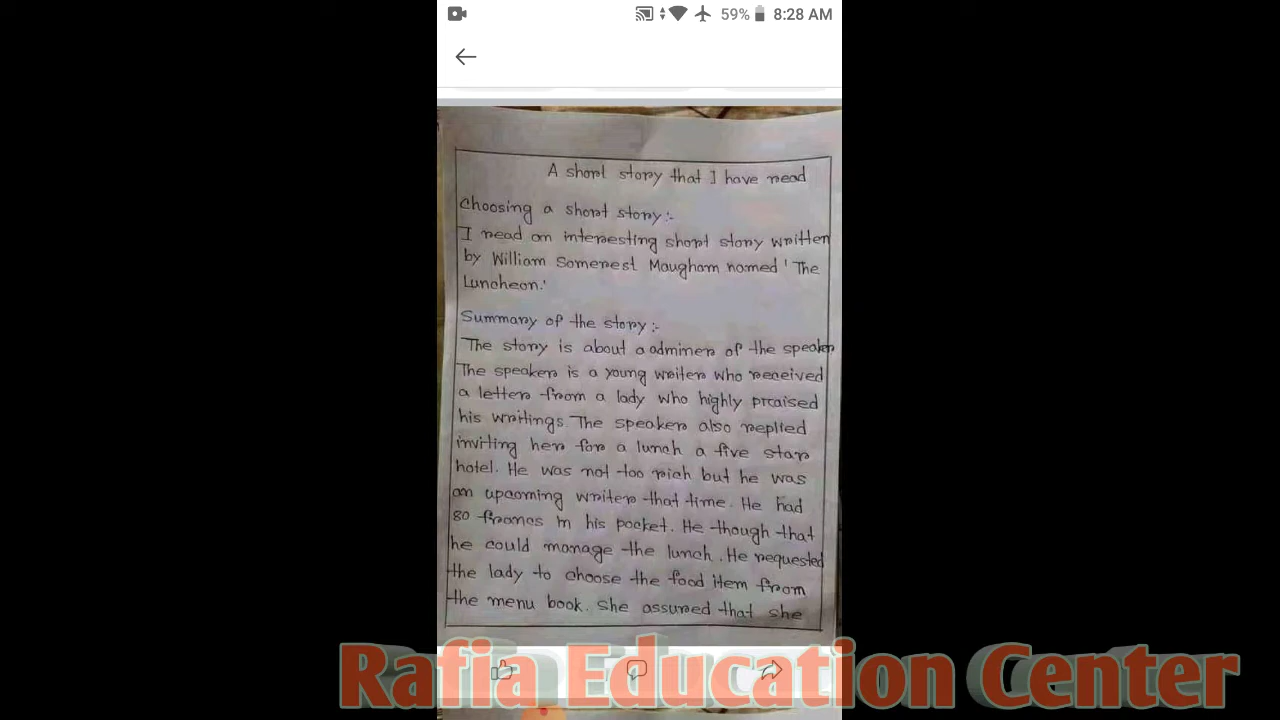 59% 8:28 AM
A short story that I have read
Choosing a short story:-
I read an interesting short story written
by William Somerest Maugham named 'The
Luncheon.'
Summary of the story:-
The story is about a admirer of the speaker
The speaker is a young writer who received
a letter from a lady who highly praised
his writings. The speaker also replied
inviting her for a lunch a five star
hotel. He was not too rich but he was
an upcoming writer that time. He had
80 francs in his pocket. He though that
he could manage the lunch. He requested
the lady to choose the food item from
the menu book. She assured that she
Rafia Education Center